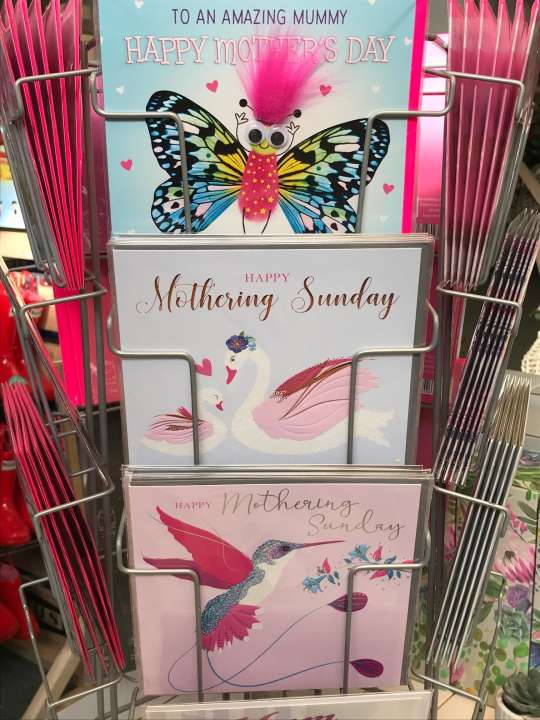 TO AN AMAZING MUMMY
HAPPY MOTHER'S DAY
HAPPY
Mothering Sunday
HAPPY Mothering
Sunday